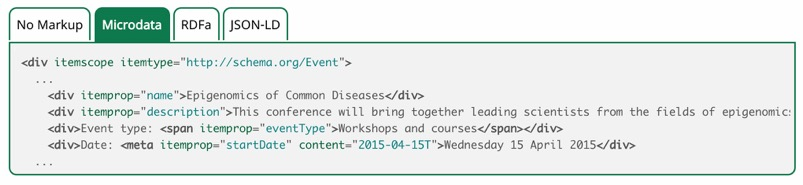 No Markup Microdata RDFa JSON-LD
<div itemscope itemtype="http://schema.org/Event">
...
<div itemprop="name">Epigenomics of Common Diseases</div>
<div itemprop="description">This conference will bring together leading scientists from the fields of epigenomics
<div>Event type: <span itemprop="eventType">Workshops and courses</span></div>
<div>Date: <meta itemprop="startDate" content="2015-04-15T">Wednesday 15 April 2015</div>
...